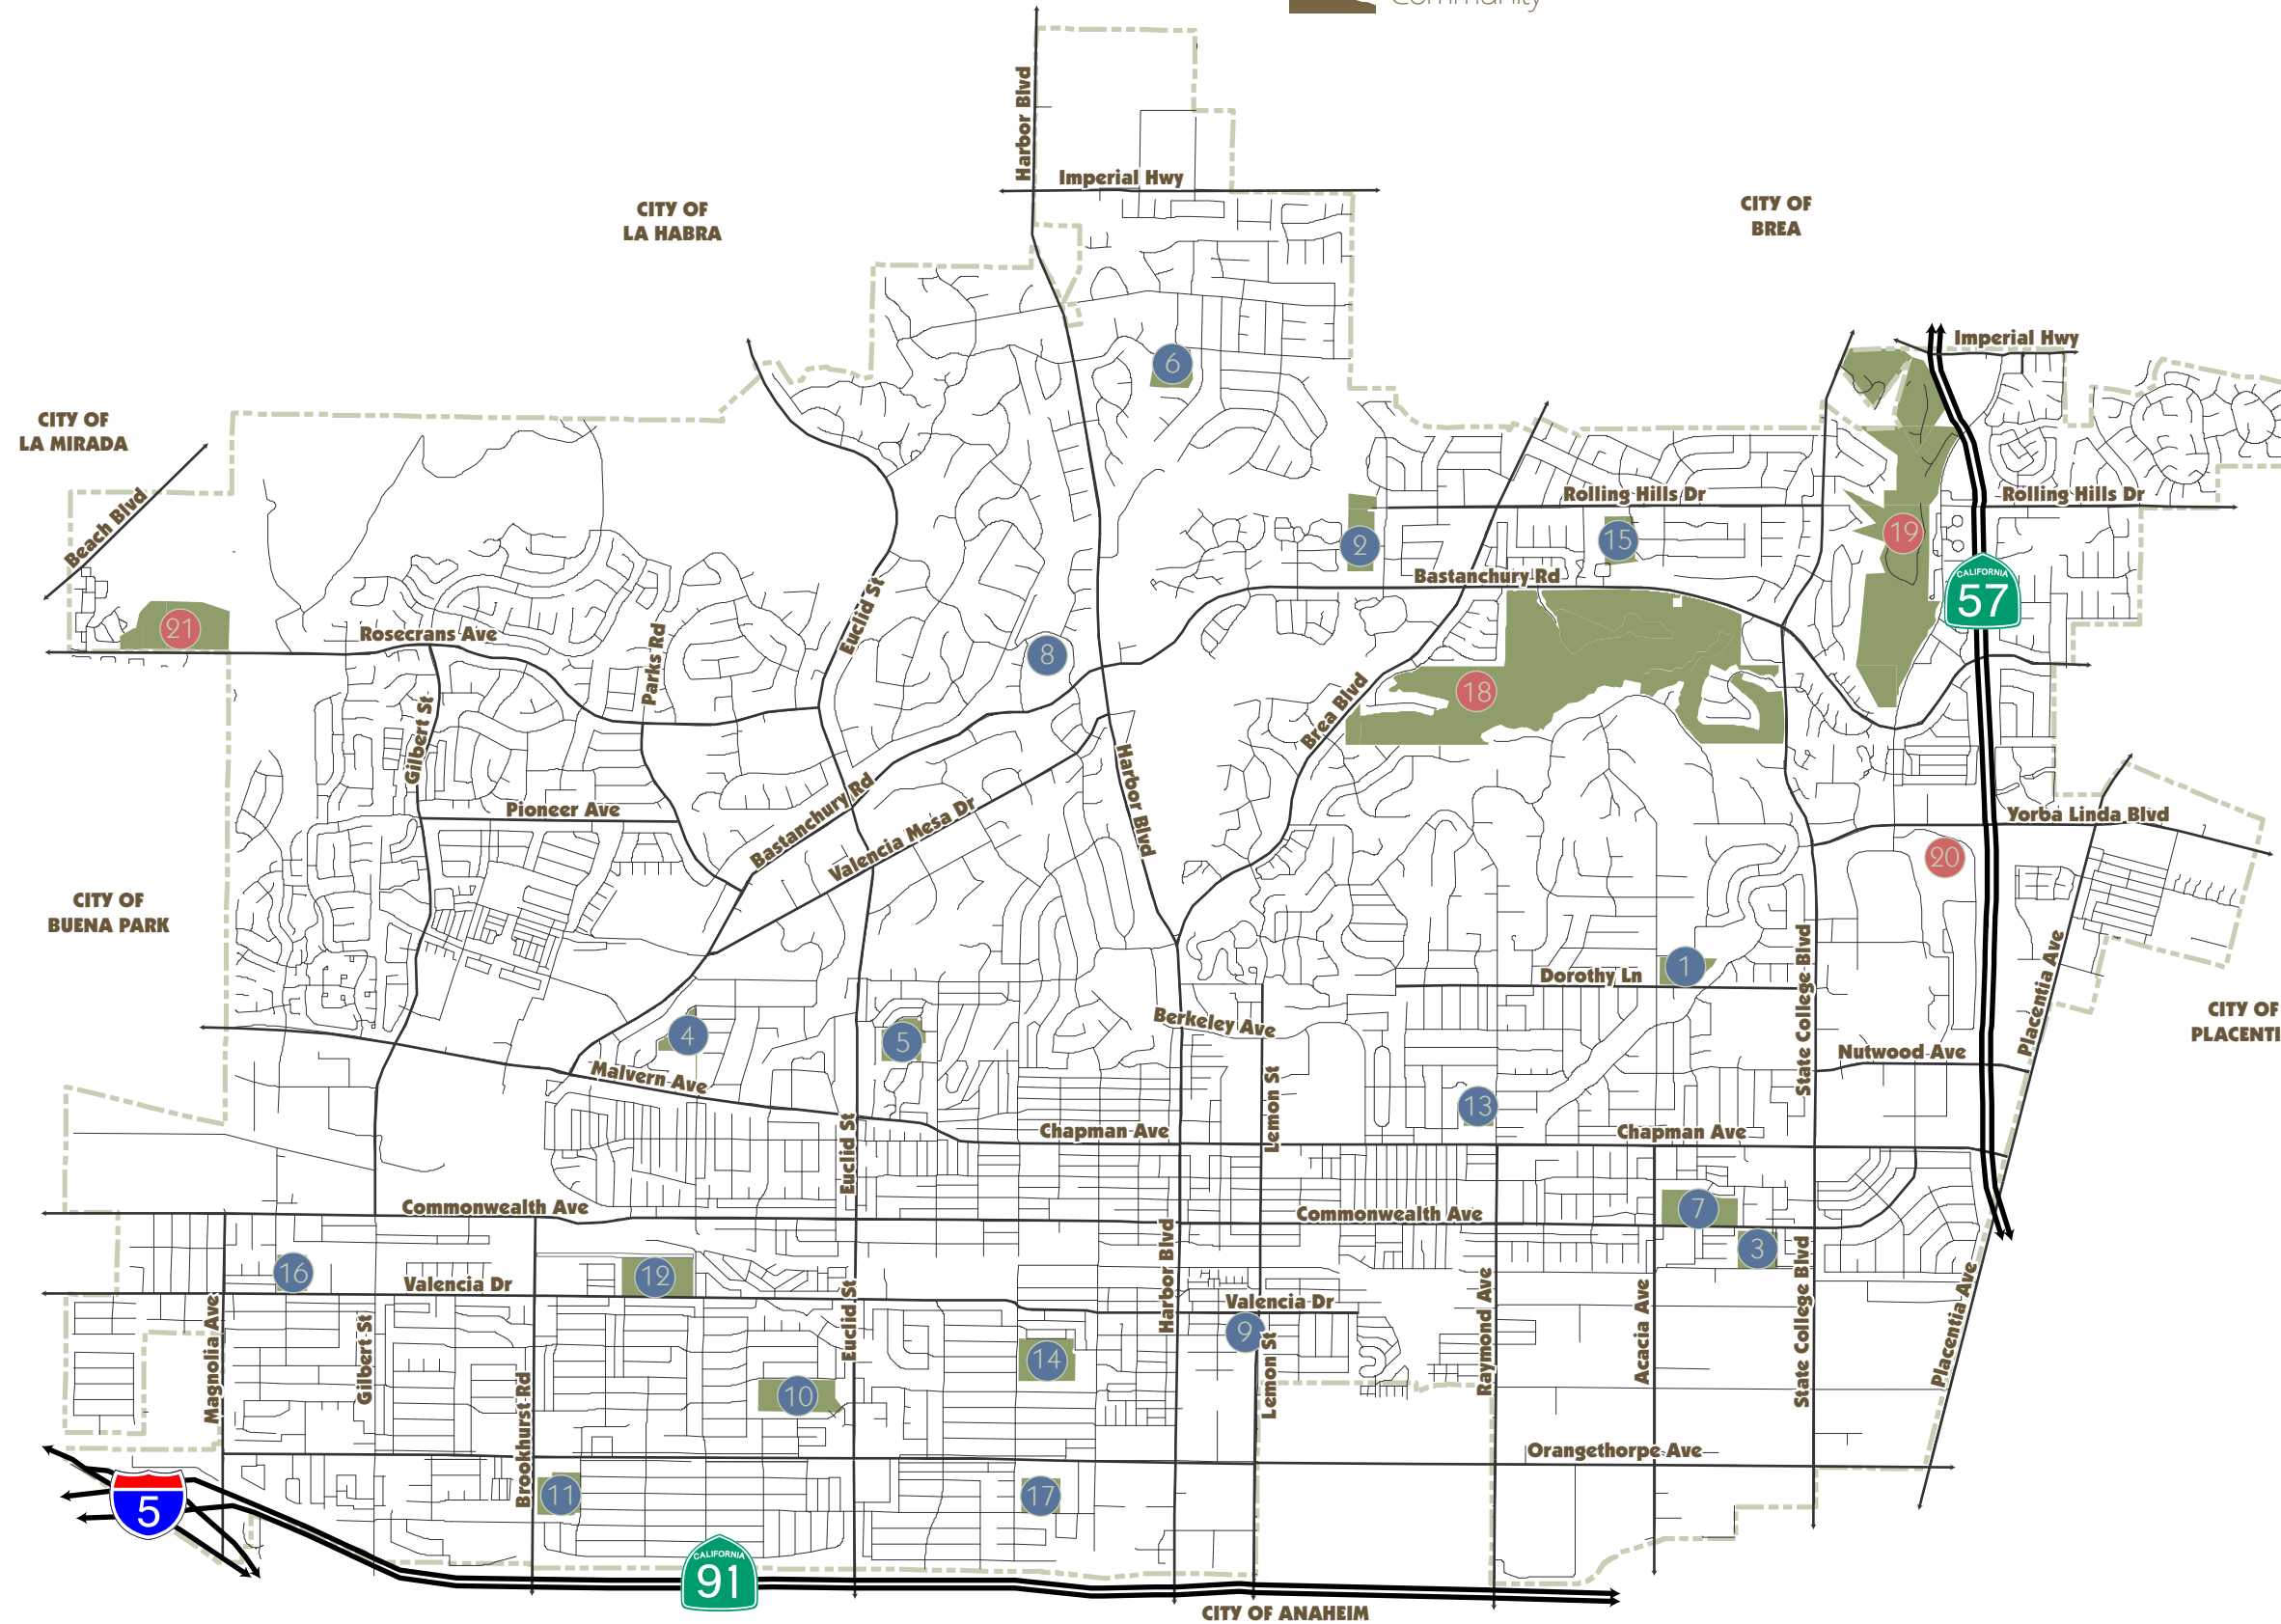 Community
Harbor Blvd
Imperial Hwy
CITY OF
LA HABRA
CITY OF
BREA
Imperial Hwy
6
CITY OF
LA MIRADA
Beach Blvd
Rolling Hills Dr
Rolling Hills Dr
2
15
19
CALIFORNIA
57
Bastanchury Rd
21
Rosecrans Ave
Parks Rd
Euclid St
8
18
Brea Blvd
Gilbert St
Harbor Blvd
Pioneer Ave
Bastanchury Rd
Valencia Mesa Dr
Yorba Linda Blvd
20
CITY OF
BUENA PARK
1
Dorothy Ln
State College Blvd
Placentia Ave
CITY OF
PLACENTI
4
5
Berkeley Ave
Malvern Ave
Nutwood Ave
Lemon St
13
Euclid St
Chapman Ave
Chapman Ave
Commonwealth Ave
Commonwealth Ave
7
3
16
12
Valencia Dr
Harbor Blvd
Valencia Dr
9
Magnolia Ave
Gilbert St
Brookhurst Rd
Euclid St
14
10
Lemon St
Raymond Ave
Acacia Ave
State College Blvd
Placentia Ave
Orangethorpe Ave
5
11
17
CALIFORNIA
91
CITY OF ANAHEIM